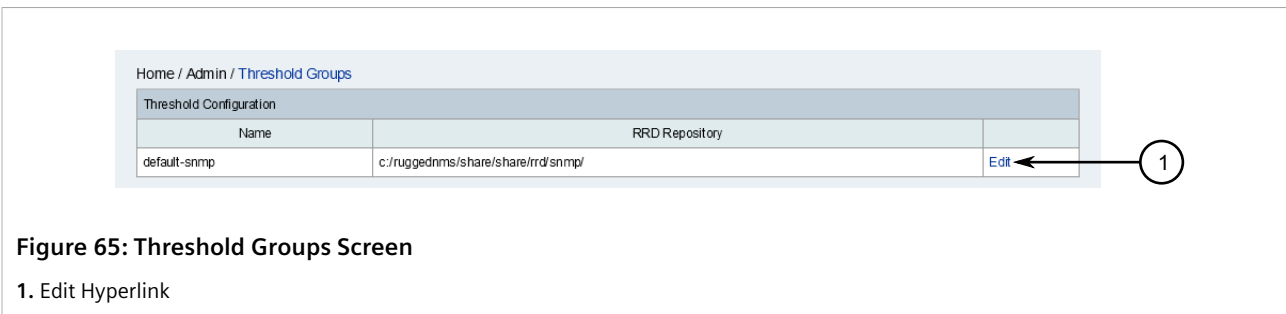 Home / Admin / Threshold Groups
Threshold Configuration
Name RRD Repository
default-snmp c:/ruggednms/share/share/rrd/snmp/ Edit 1
Figure 65: Threshold Groups Screen
1. Edit Hyperlink